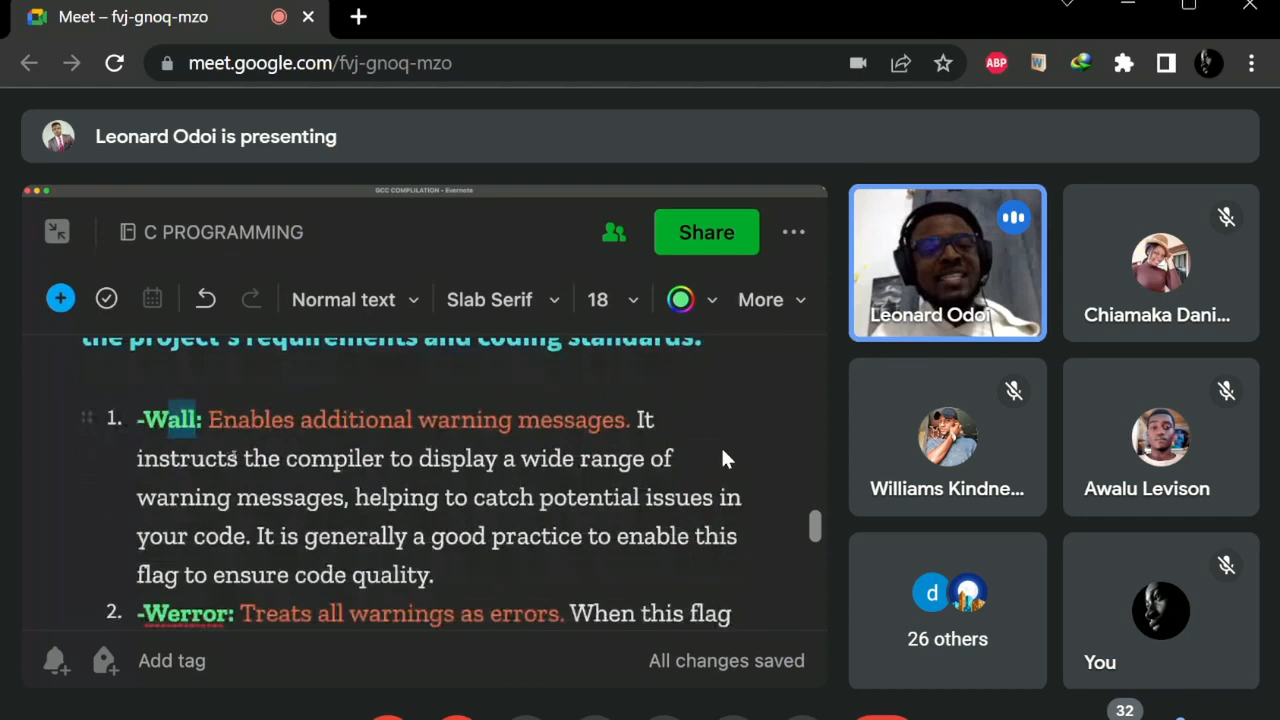 Meet – fvj-gnoq-mzo
meet.google.com/fvj-gnoq-mzo
ABP
W
Leonard Odoi is presenting
GCC COMPLILATION - Evernote
C PROGRAMMING
Share
Normal text
Slab Serif
18
More
the project's requirements and coding standards.
1. -Wall: Enables additional warning messages. It
instructs the compiler to display a wide range of
warning messages, helping to catch potential issues in
your code. It is generally a good practice to enable this
flag to ensure code quality.
2. -Werror: Treats all warnings as errors. When this flag
Add tag
All changes saved
Leonard Odoi
Chiamaka Dani...
Williams Kindne...
Awalu Levison
d
26 others
You
32